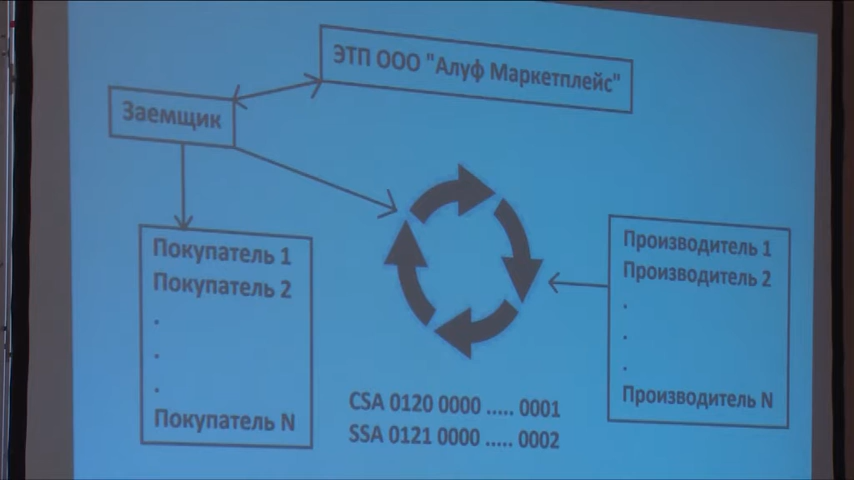 ЭТП ООО "Алуф Маркетплейс"
Заемщик
Покупатель 1
Покупатель 2
.
.
.
Покупатель N
Производитель 1
Производитель 2
.
.
.
Производитель N
CSA 0120 0000 ..... 0001
SSA 0121 0000 ..... 0002